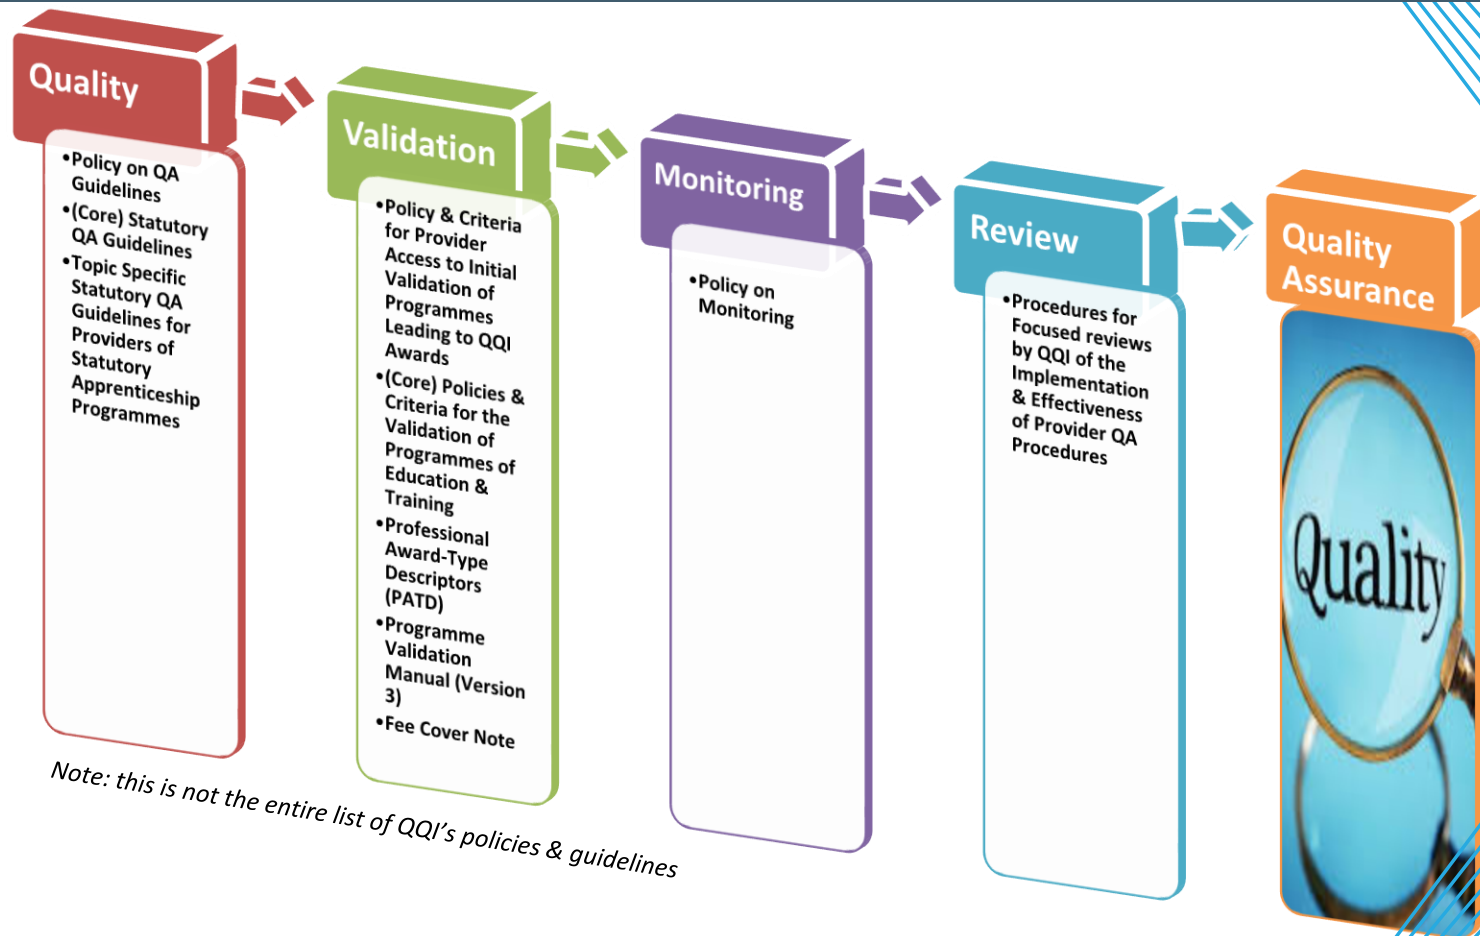 Quality
•Policy on QA
Guidelines
•(Core) Statutory
QA Guidelines
•Topic Specific
Statutory QA
Guidelines for
Providers of
Statutory
Apprenticeship
Programmes
Validation
•Policy & Criteria
for Provider
Access to Initial
Validation of
Programmes
Leading to QQI
Awards
•(Core) Policies &
Criteria for the
Validation of
Programmes of
Education &
Training
•Professional
Award-Type
Descriptors
(PATD)
•Programme
Validation
Manual (Version
3)
•Fee Cover Note
Monitoring
•Policy on
Monitoring
Review
•Procedures for
Focused reviews
by QQI of the
Implementation
& Effectiveness
of Provider QA
Procedures
Quality
Assurance
Quality
Note: this is not the entire list of QQI’s policies & guidelines